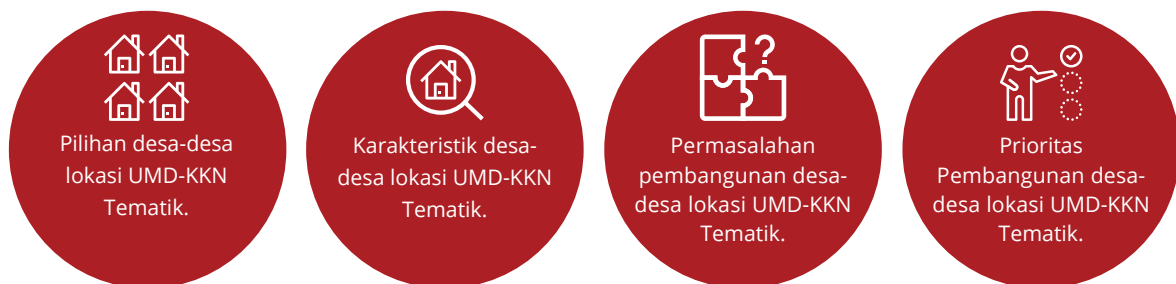 Pilihan desa-desa
lokasi UMD-KKN
Tematik.
Karakteristik desa-
desa lokasi UMD-KKN
Tematik.
?
Permasalahan
pembangunan desa-
desa lokasi UMD-KKN
Tematik.
Prioritas
Pembangunan desa-
desa lokasi UMD-KKN
Tematik.